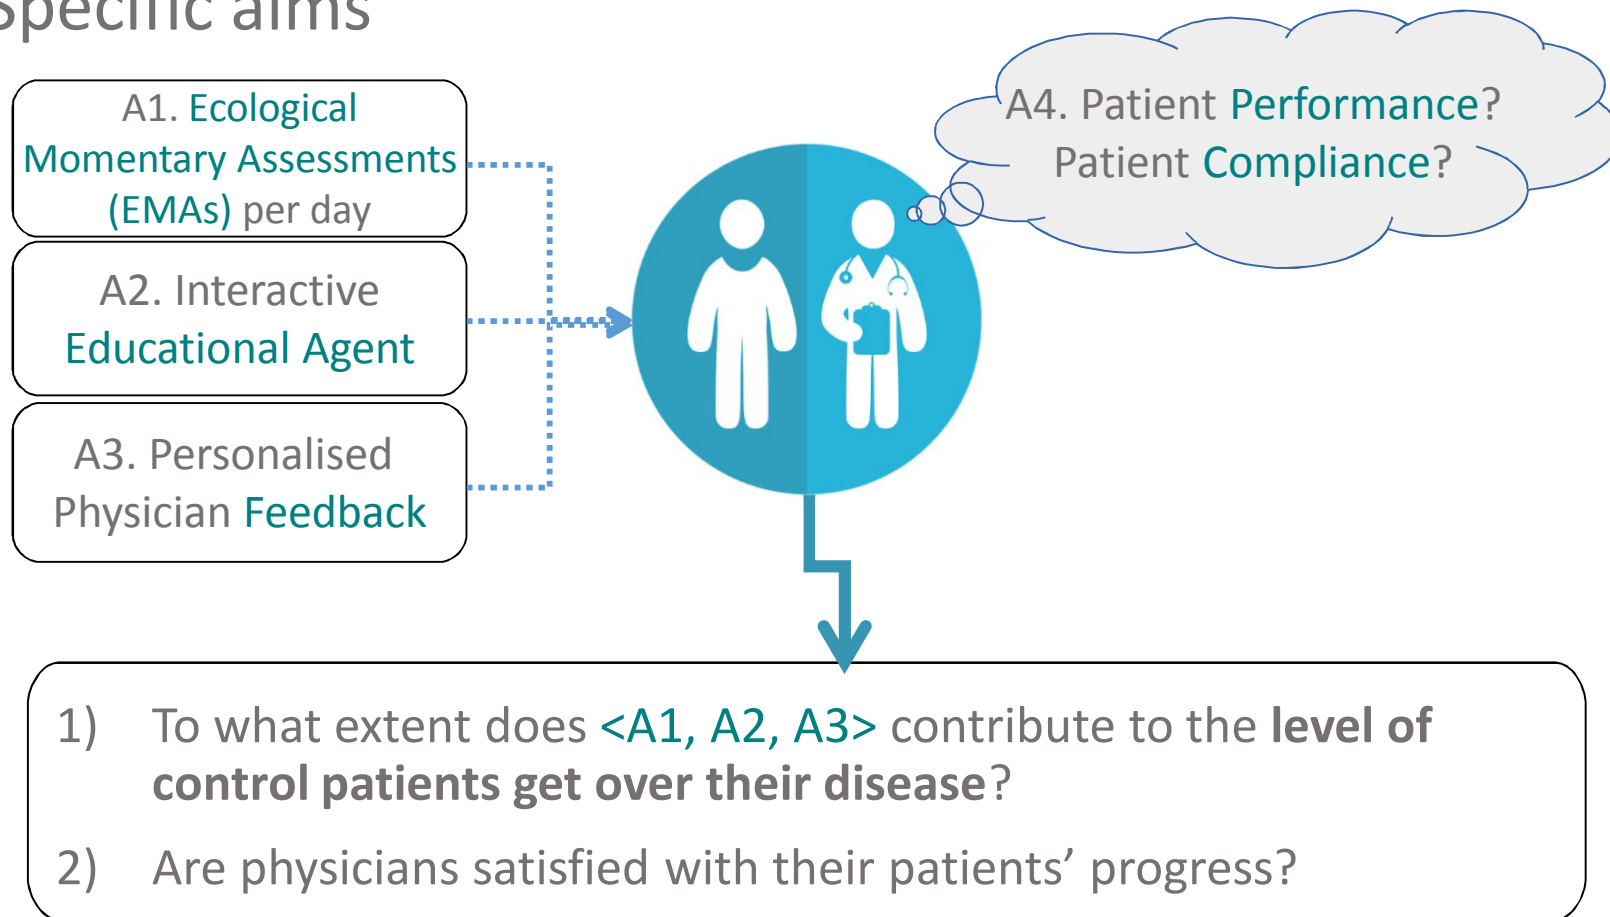 Specific aims
A1. Ecological
Momentary Assessments
(EMAs) per day
A2. Interactive
Educational Agent
A3. Personalised
Physician Feedback
A4. Patient Performance?
Patient Compliance?
1) To what extent does <A1, A2, A3> contribute to the level of
control patients get over their disease?
2) Are physicians satisfied with their patients’ progress?